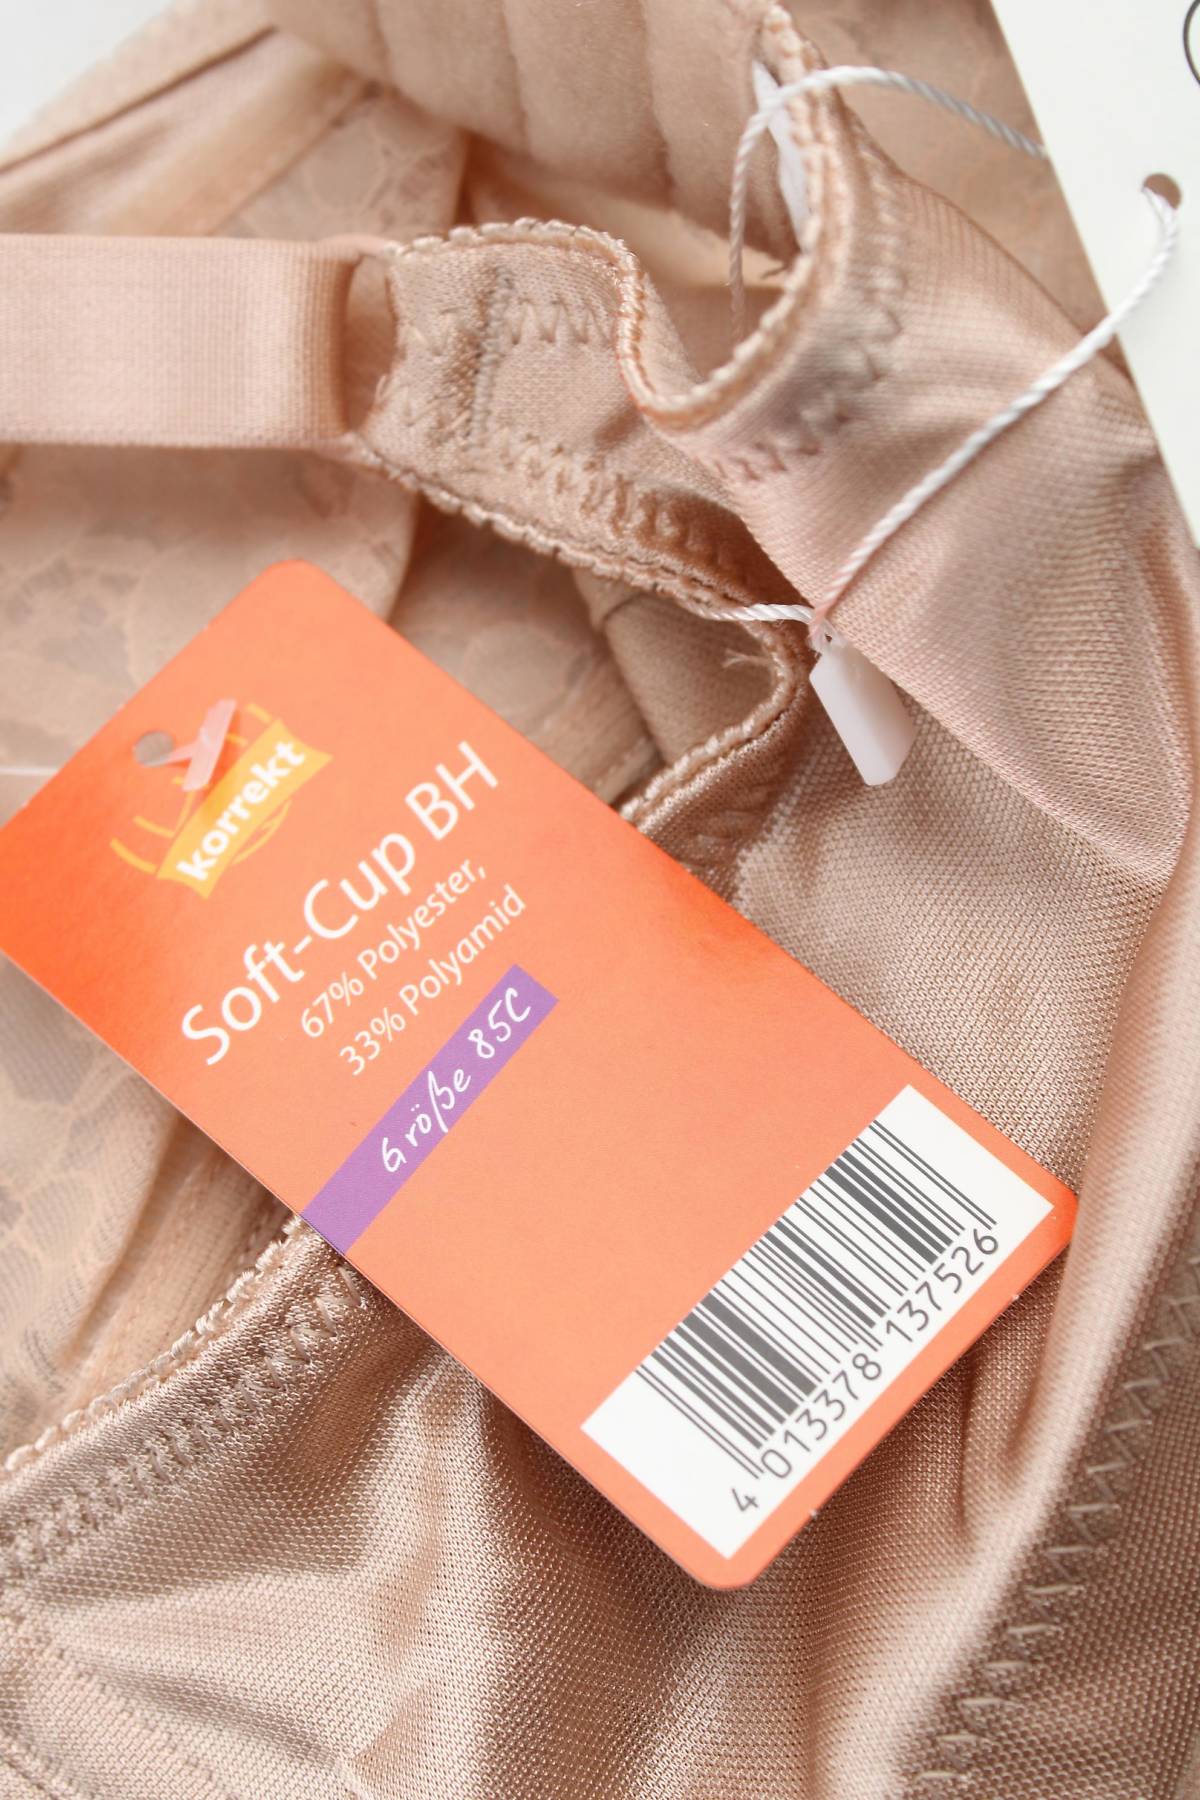 korrekt
Soft-Cup BH
67% Polyester,
33% Polyamid
Größe 85C
4 013378 137526